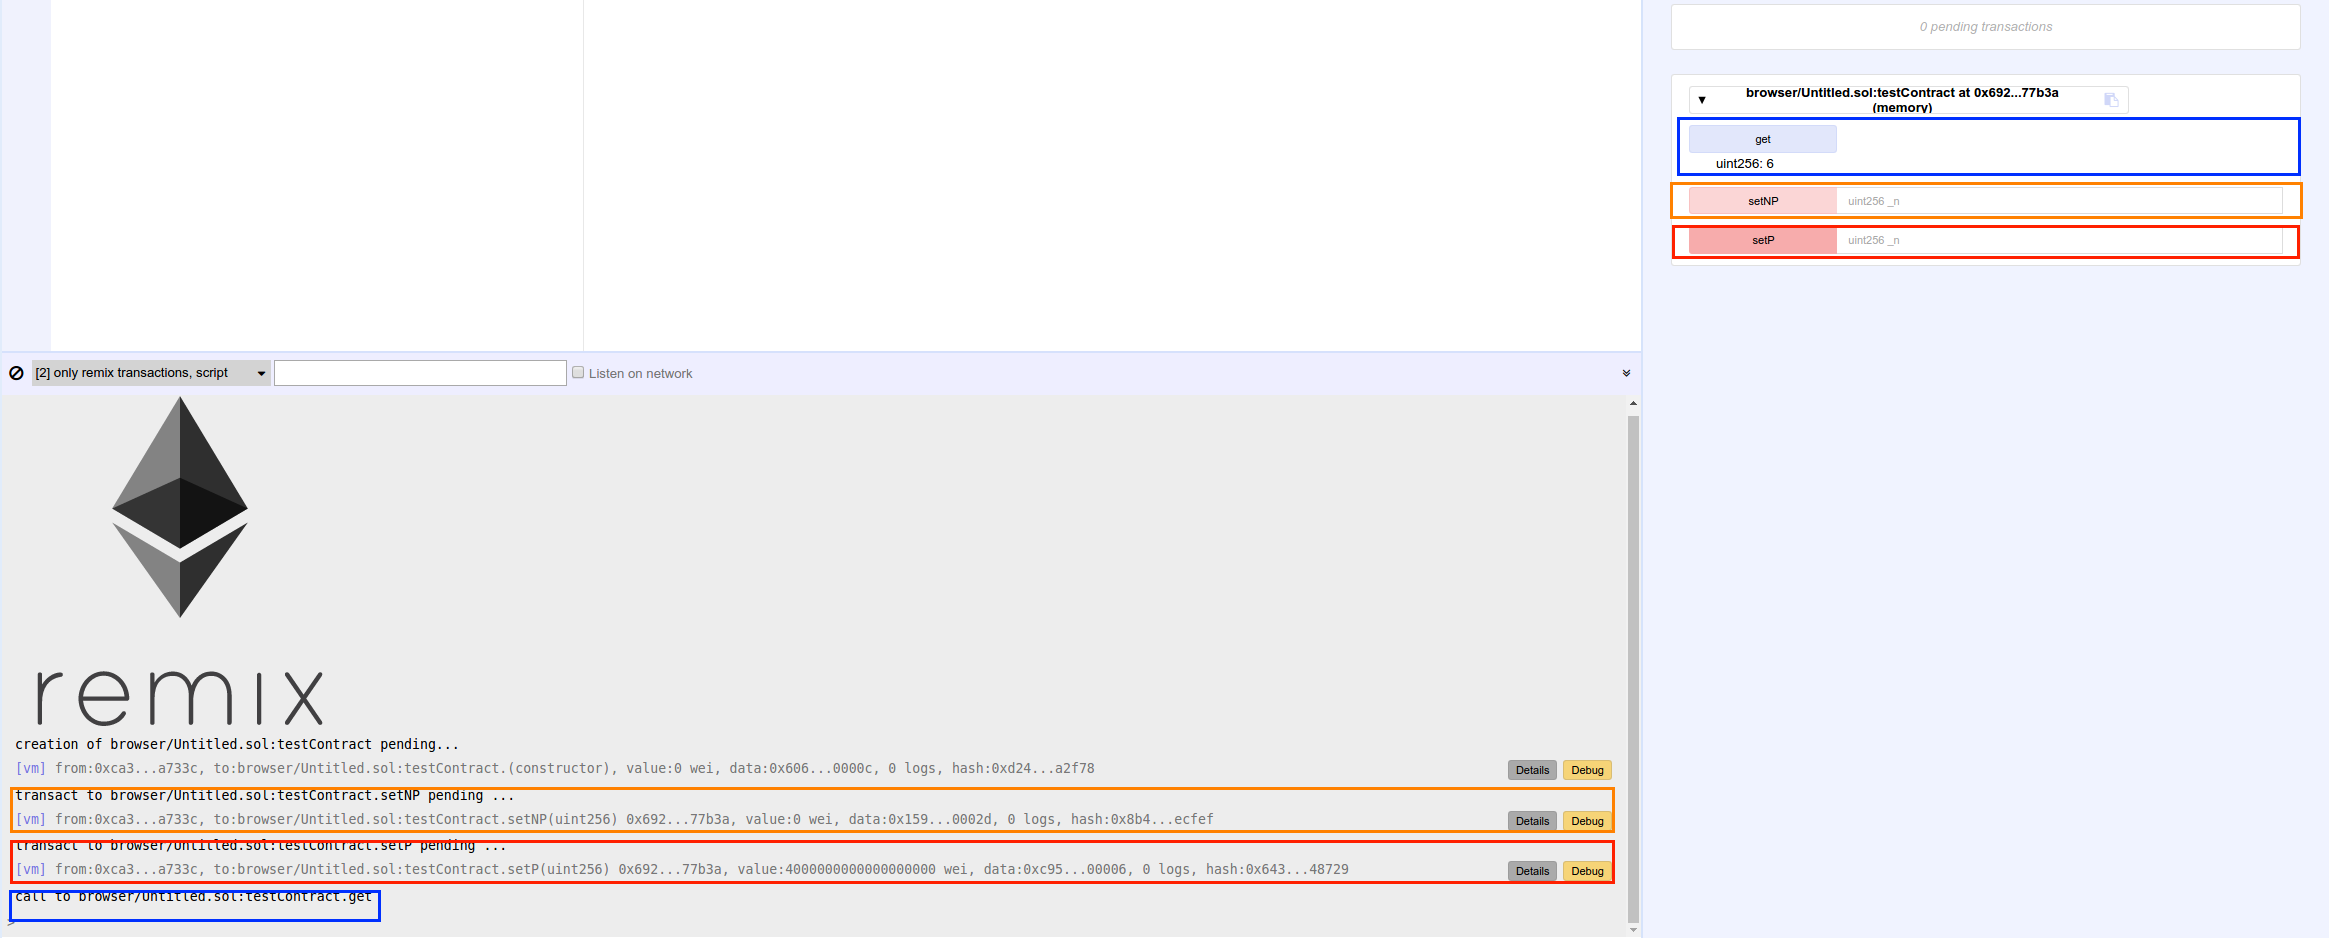 0 pending transactions
browser/Untitled.sol:testContract at 0x692...77b3a
(memory)
get
uint256: 6
setNP uint256 _n
setP uint256 _n
[2] only remix transactions, script
Listen on network
remix
creation of browser/Untitled.sol:testContract pending...
[vm] from:0xca3...a733c, to:browser/Untitled.sol:testContract.(constructor), value:0 wei, data:0x606...0000c, 0 logs, hash:0xd24...a2f78 Details Debug
transact to browser/Untitled.sol:testContract.setNP pending ...
[vm] from:0xca3...a733c, to:browser/Untitled.sol:testContract.setNP(uint256) 0x692...77b3a, value:0 wei, data:0x159...0002d, 0 logs, hash:0x8b4...ecfef Details Debug
transact to browser/Untitled.sol:testContract.setP pending ...
[vm] from:0xca3...a733c, to:browser/Untitled.sol:testContract.setP(uint256) 0x692...77b3a, value:4000000000000000000 wei, data:0xc95...00006, 0 logs, hash:0x643...48729 Details Debug
call to browser/Untitled.sol:testContract.get
>